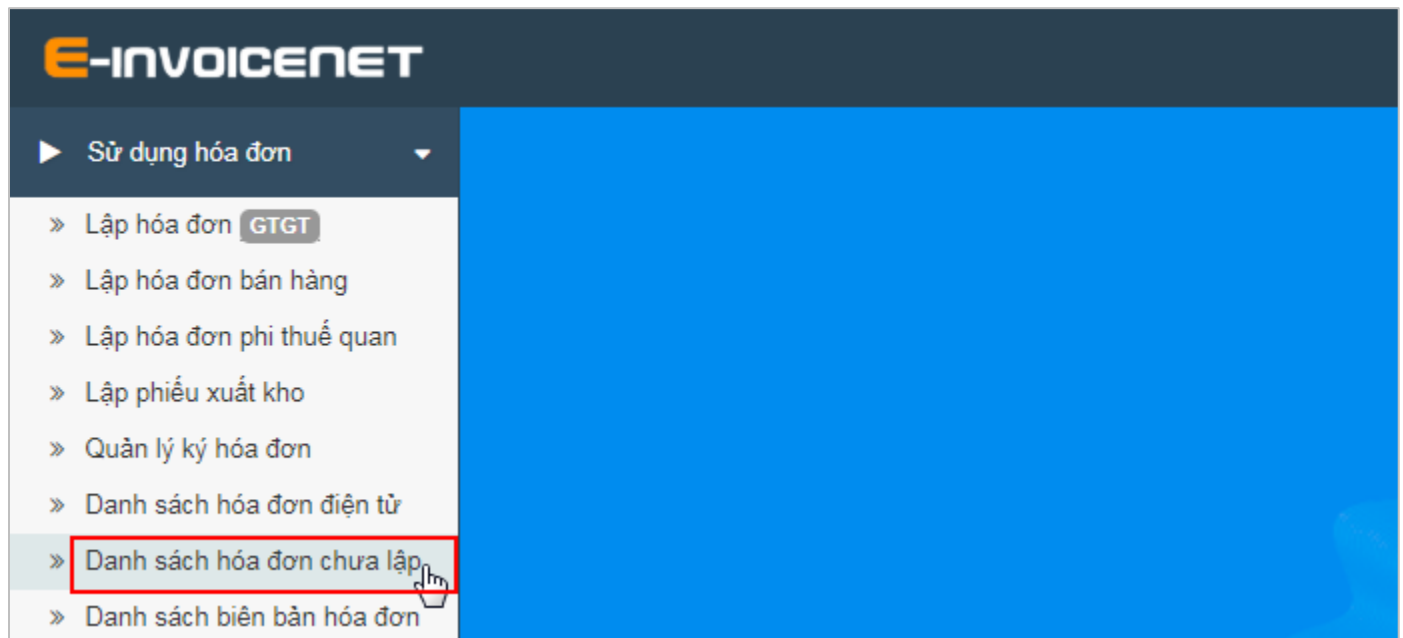 E-INVOICENET
Sử dụng hóa đơn
Lập hóa đơn GTGT
Lập hóa đơn bán hàng
Lập hóa đơn phi thuế quan
Lập phiếu xuất kho
Quản lý ký hóa đơn
Danh sách hóa đơn điện tử
Danh sách hóa đơn chưa lập
Danh sách biên bản hóa đơn